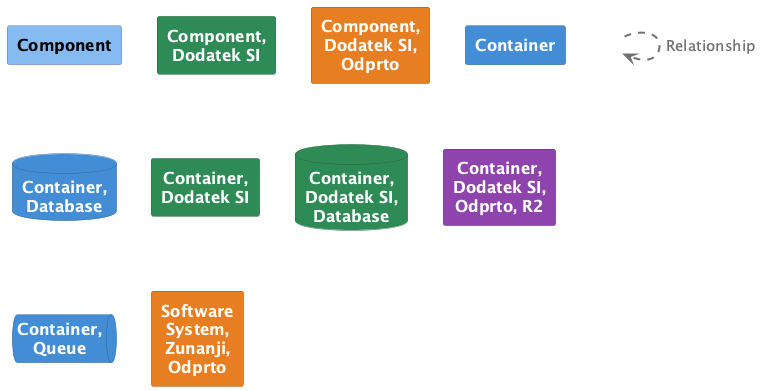 Component
Component,
Dodatek SI
Component,
Dodatek SI,
Odprto
Container
Relationship
Container,
Database
Container,
Dodatek SI
Container,
Dodatek SI,
Database
Container,
Dodatek SI,
Odprto, R2
Container,
Queue
Software
System,
Zunanji,
Odprto